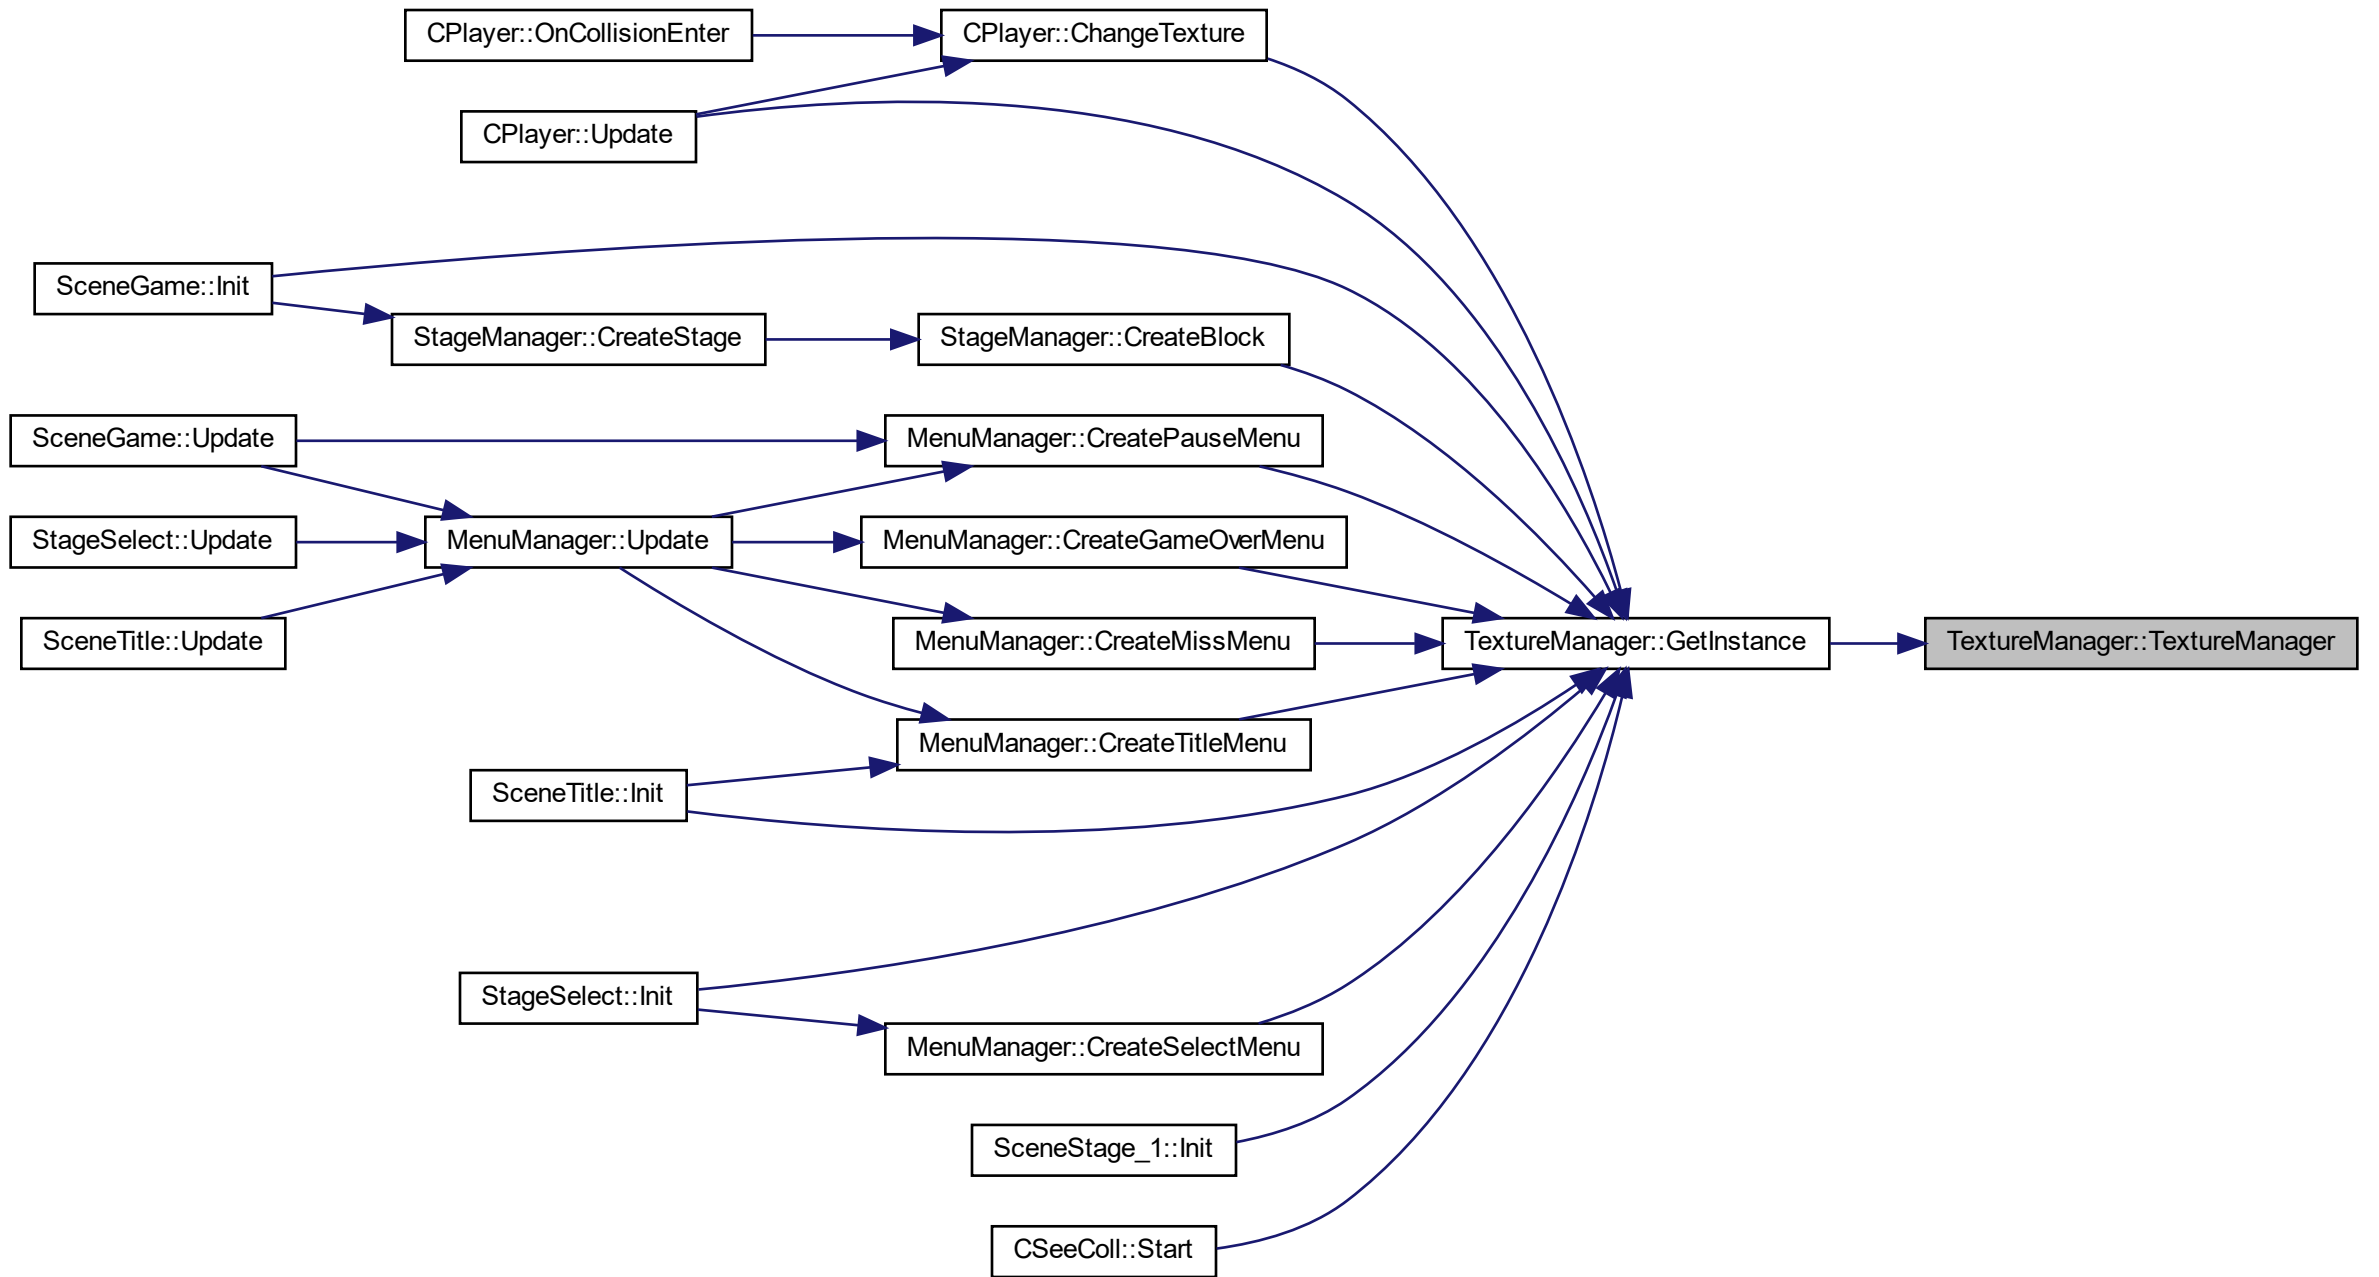 CPlayer::OnCollisionEnter
CPlayer::ChangeTexture
CPlayer::Update
SceneGame::Init
StageManager::CreateStage
StageManager::CreateBlock
SceneGame::Update
MenuManager::CreatePauseMenu
StageSelect::Update
MenuManager::Update
MenuManager::CreateGameOverMenu
SceneTitle::Update
MenuManager::CreateMissMenu
TextureManager::GetInstance
TextureManager::TextureManager
MenuManager::CreateTitleMenu
SceneTitle::Init
StageSelect::Init
MenuManager::CreateSelectMenu
SceneStage_1::Init
CSeeColl::Start